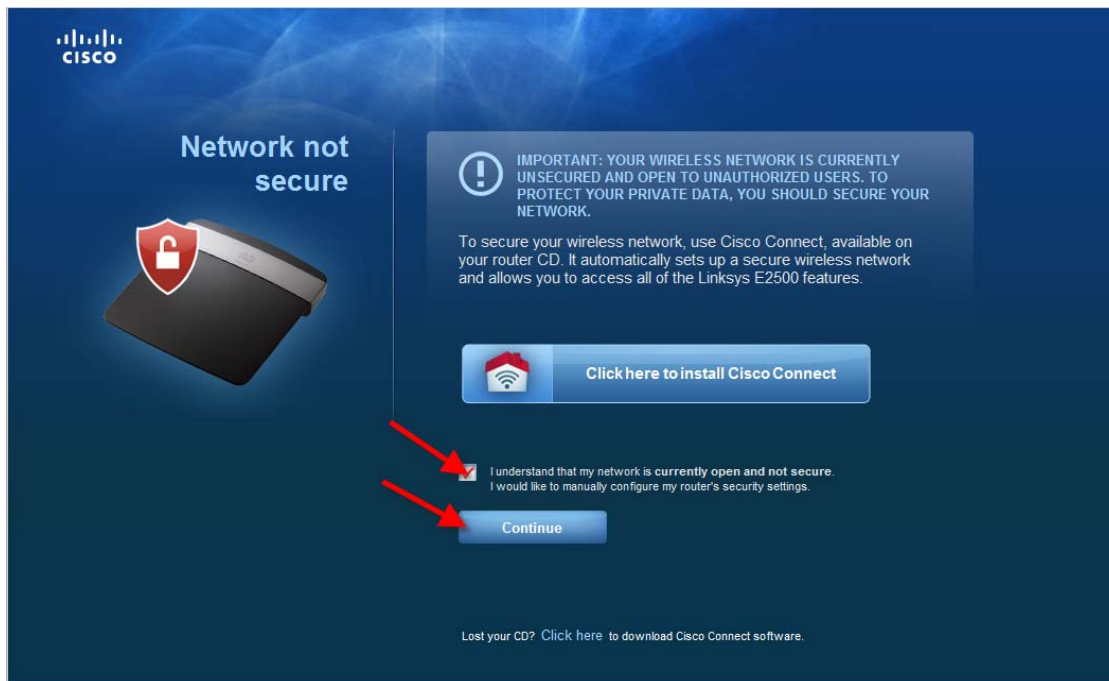 CISCO
Network not
secure
IMPORTANT: YOUR WIRELESS NETWORK IS CURRENTLY
UNSECURED AND OPEN TO UNAUTHORIZED USERS. TO
PROTECT YOUR PRIVATE DATA, YOU SHOULD SECURE YOUR
NETWORK.
To secure your wireless network, use Cisco Connect, available on
your router CD. It automatically sets up a secure wireless network
and allows you to access all of the Linksys E2500 features.
Click here to install Cisco Connect
I understand that my network is currently open and not secure.
I would like to manually configure my router's security settings.
Continue
Lost your CD? Click here to download Cisco Connect software.